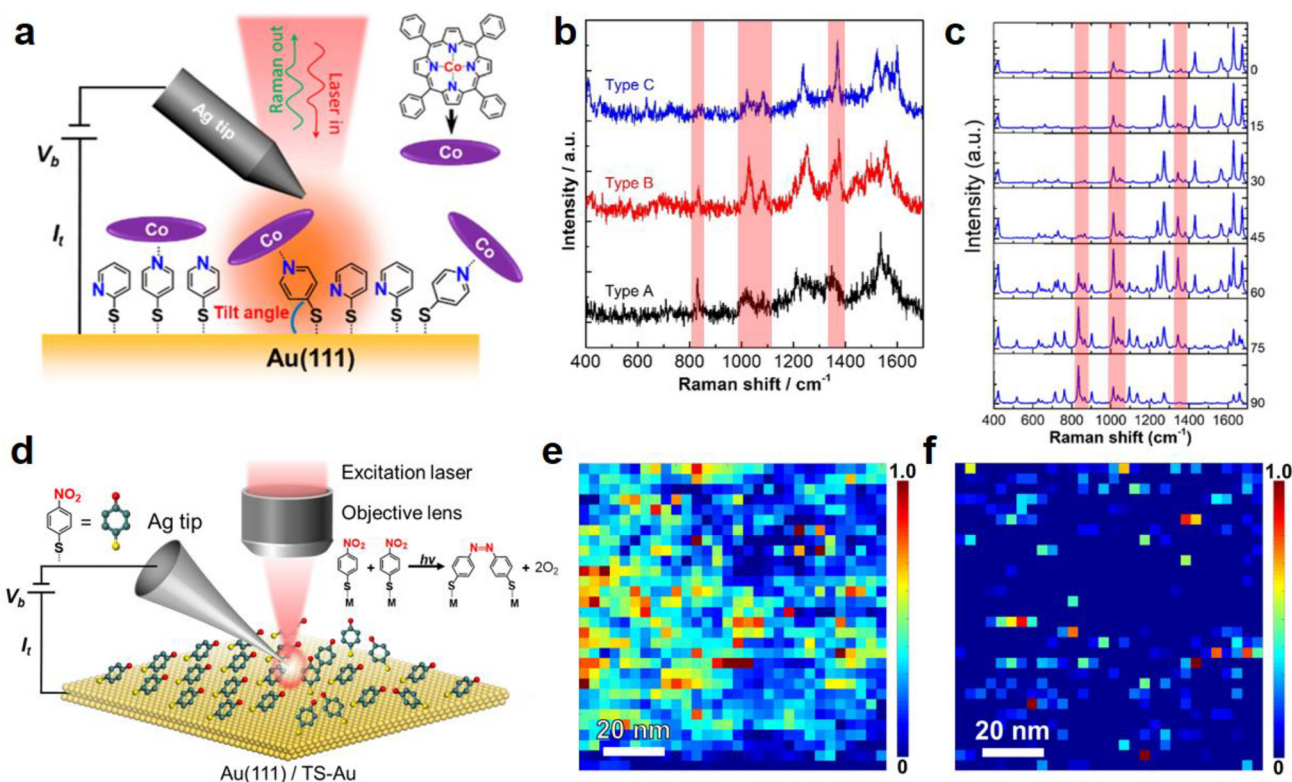 a
Raman out
Laser in
Ag tip
V_b
I_t
N
N
Co
N
N
Co
Co
Co
Co
N
N
N
N
N
N
N
Tilt angle
S
S
S
S
S
S
S
Au(111)
b
Intensity / a.u.
Type C
Type B
Type A
400 600 800 1000 1200 1400 1600
Raman shift / cm⁻¹
c
Intensity (a.u.)
0
15
30
45
60
75
90
400 600 800 1000 1200 1400 1600
Raman shift (cm⁻¹)
d
NO₂
=
S
Ag tip
Excitation laser
Objective lens
V_b
I_t
NO₂ NO₂ N=N
+ hv + 2O₂
S S S S
M M M M
Au(111) / TS-Au
e
1.0
20 nm
0
f
1.0
20 nm
0